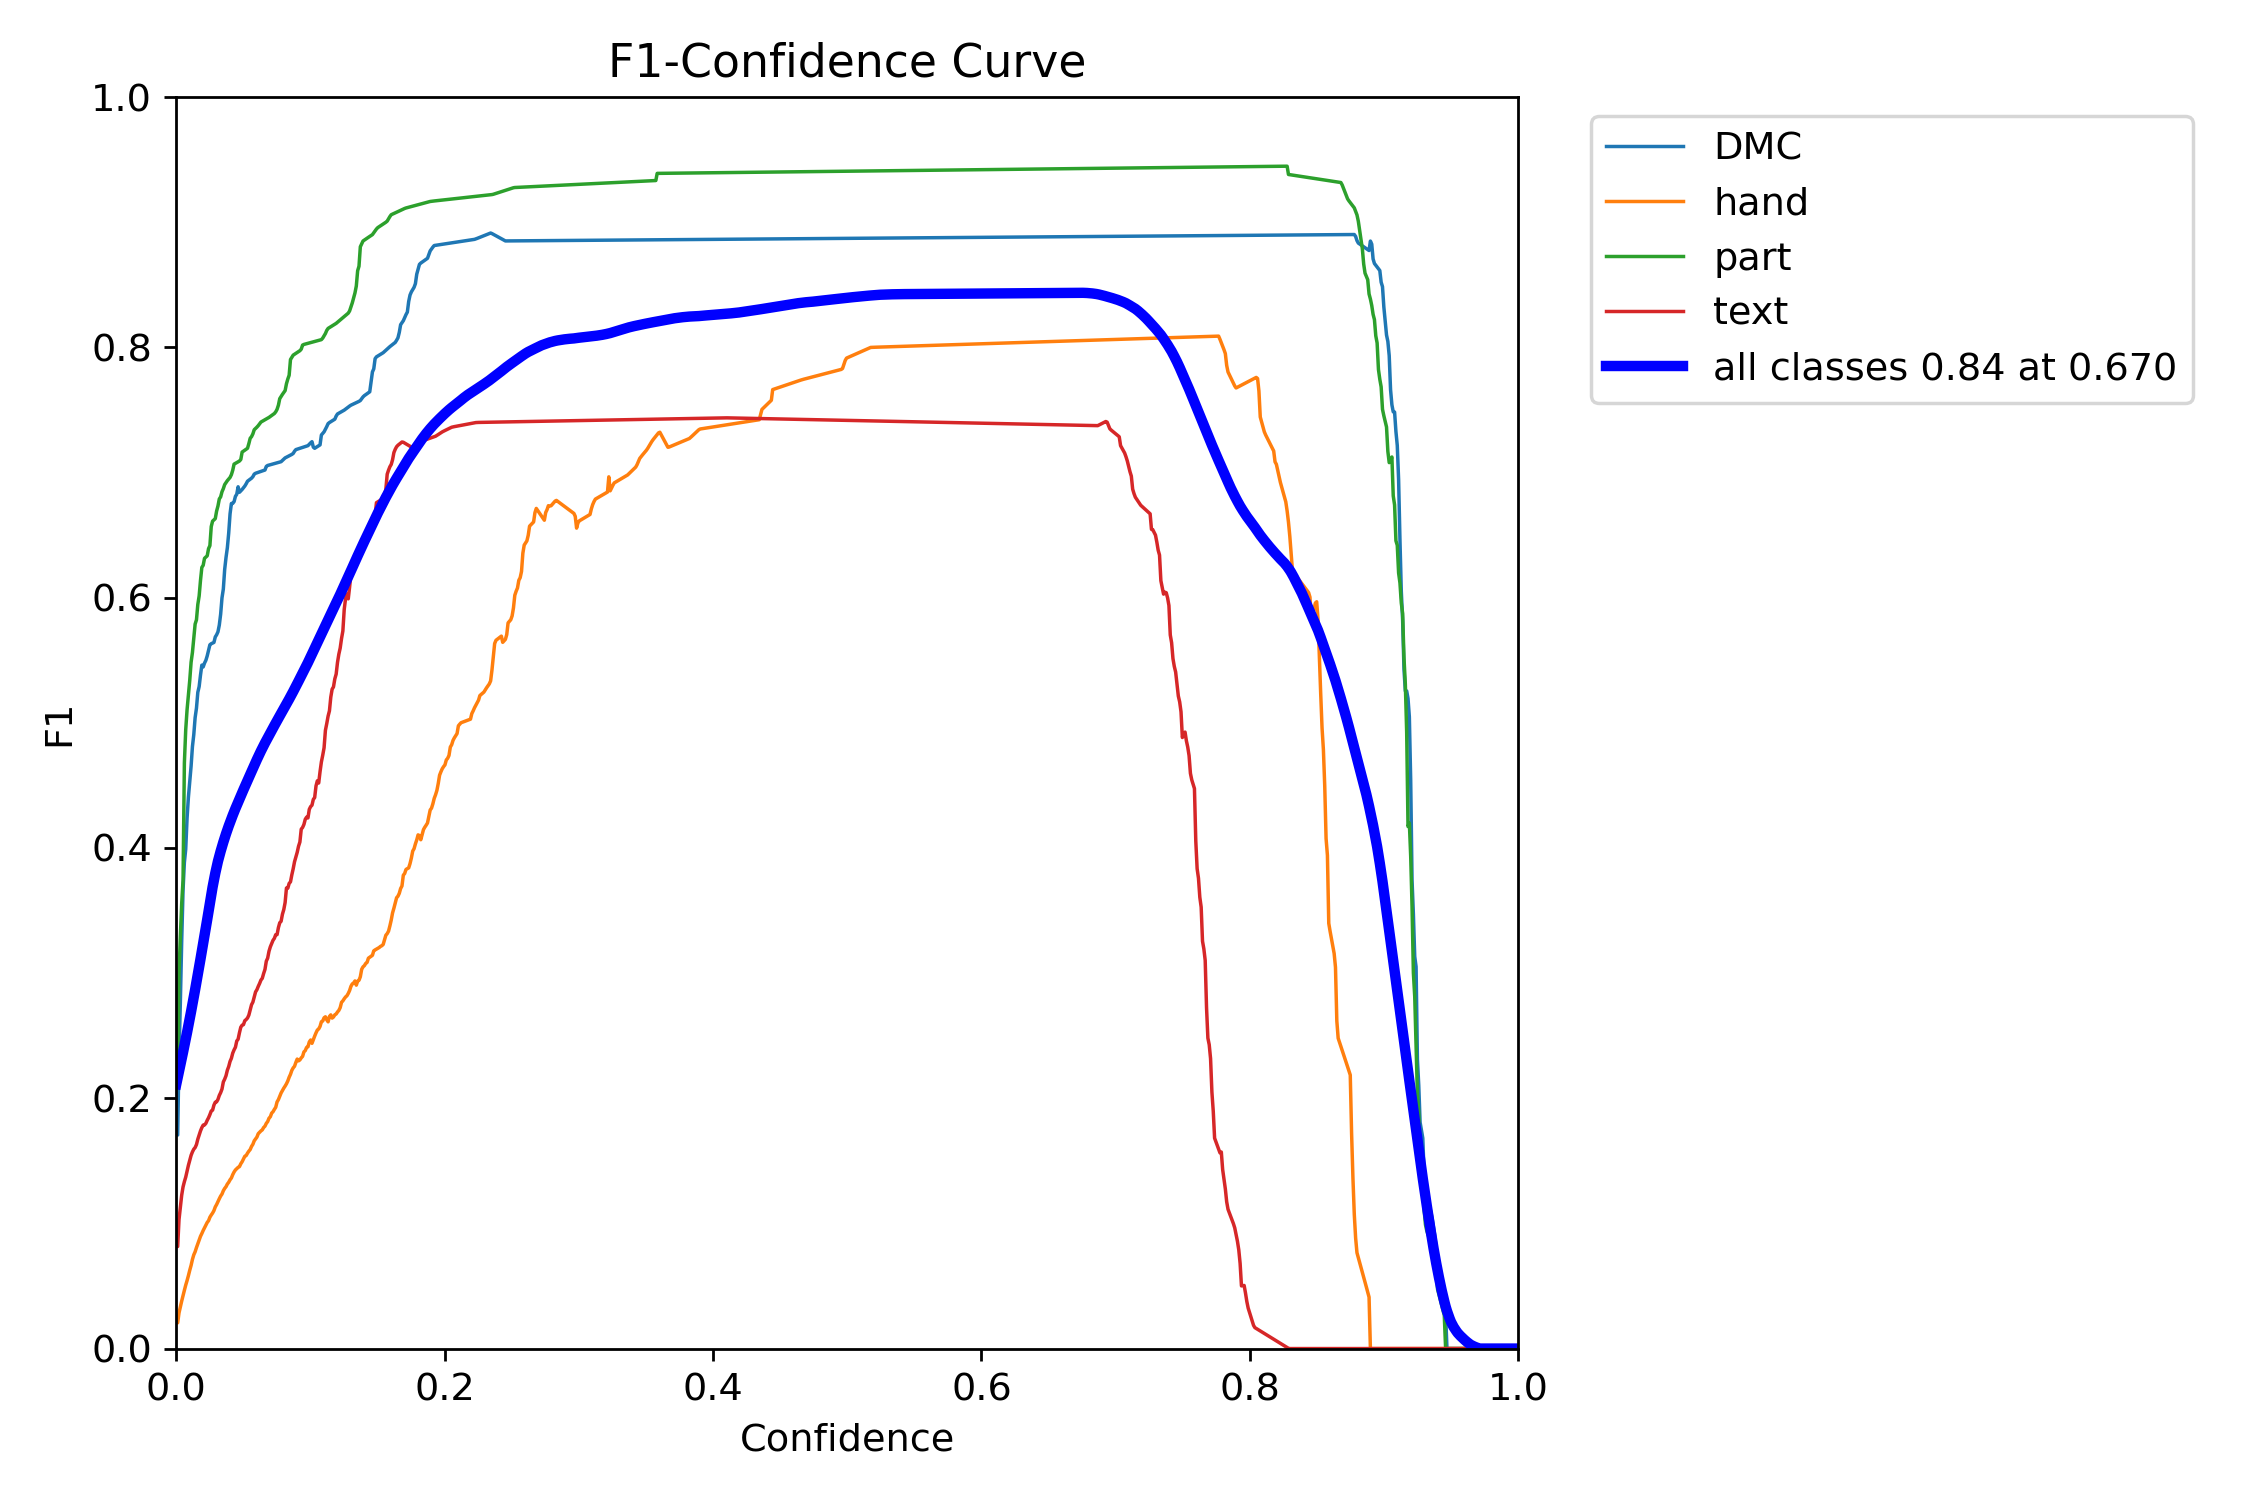 F1-Confidence Curve
1.0
0.8
0.6
0.4
0.2
0.0
F1
0.0 0.2 0.4 0.6 0.8 1.0
Confidence
DMC
hand
part
text
all classes 0.84 at 0.670